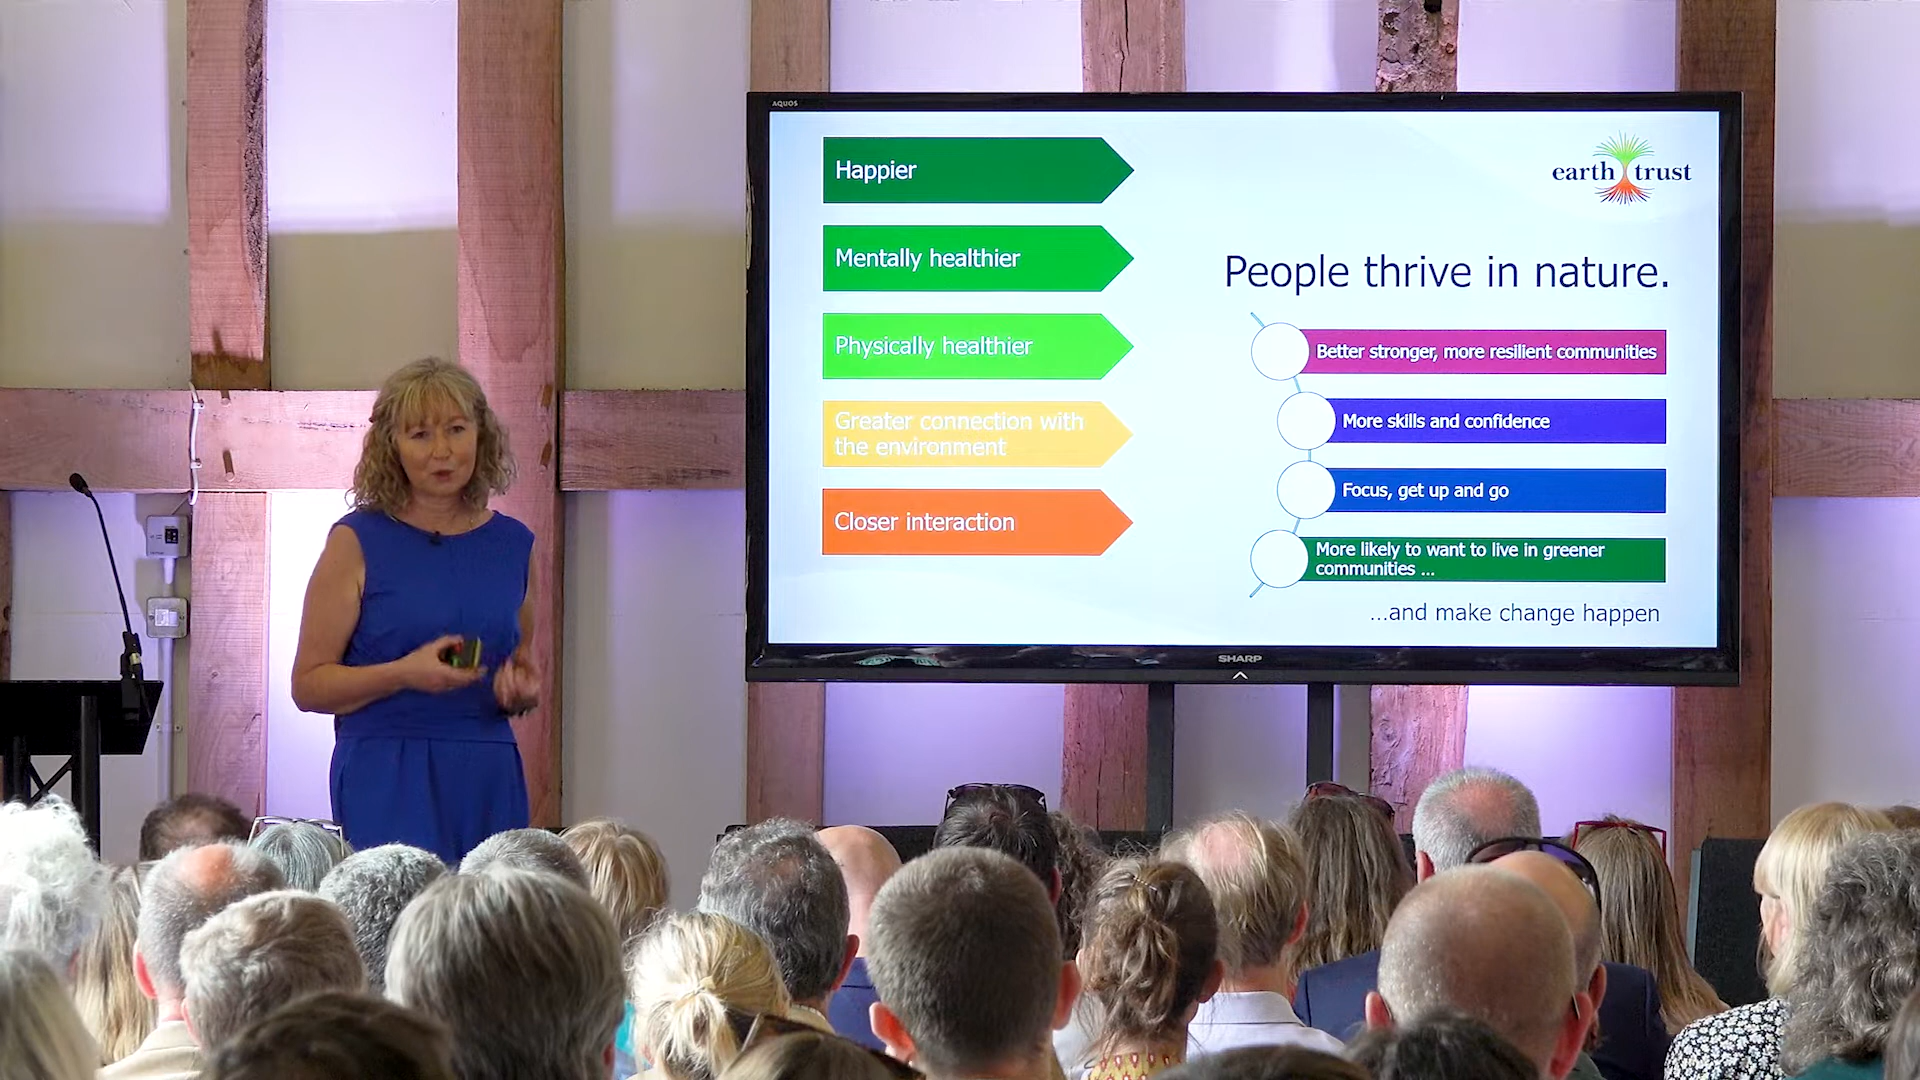 AQUOS
Happier
Mentally healthier
Physically healthier
Greater connection with
the environment
Closer interaction
earth trust
People thrive in nature.
Better stronger, more resilient communities
More skills and confidence
Focus, get up and go
More likely to want to live in greener
communities ...
...and make change happen
SHARP